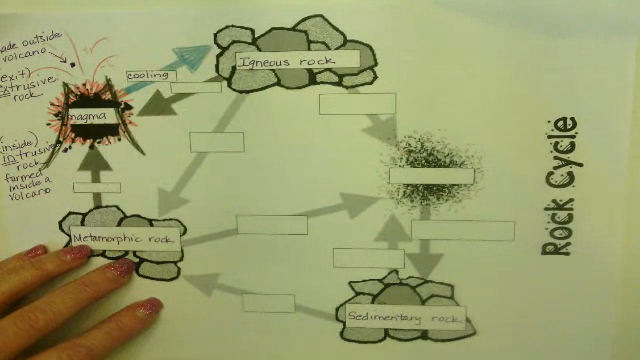 ade outside
volcano
exit)
extrusive
rock
magma
(inside)
intrusive
rock
formed
inside a
volcano
cooling
Igneous rock
Metamorphic rock
Sedimentary rock
Rock Cycle